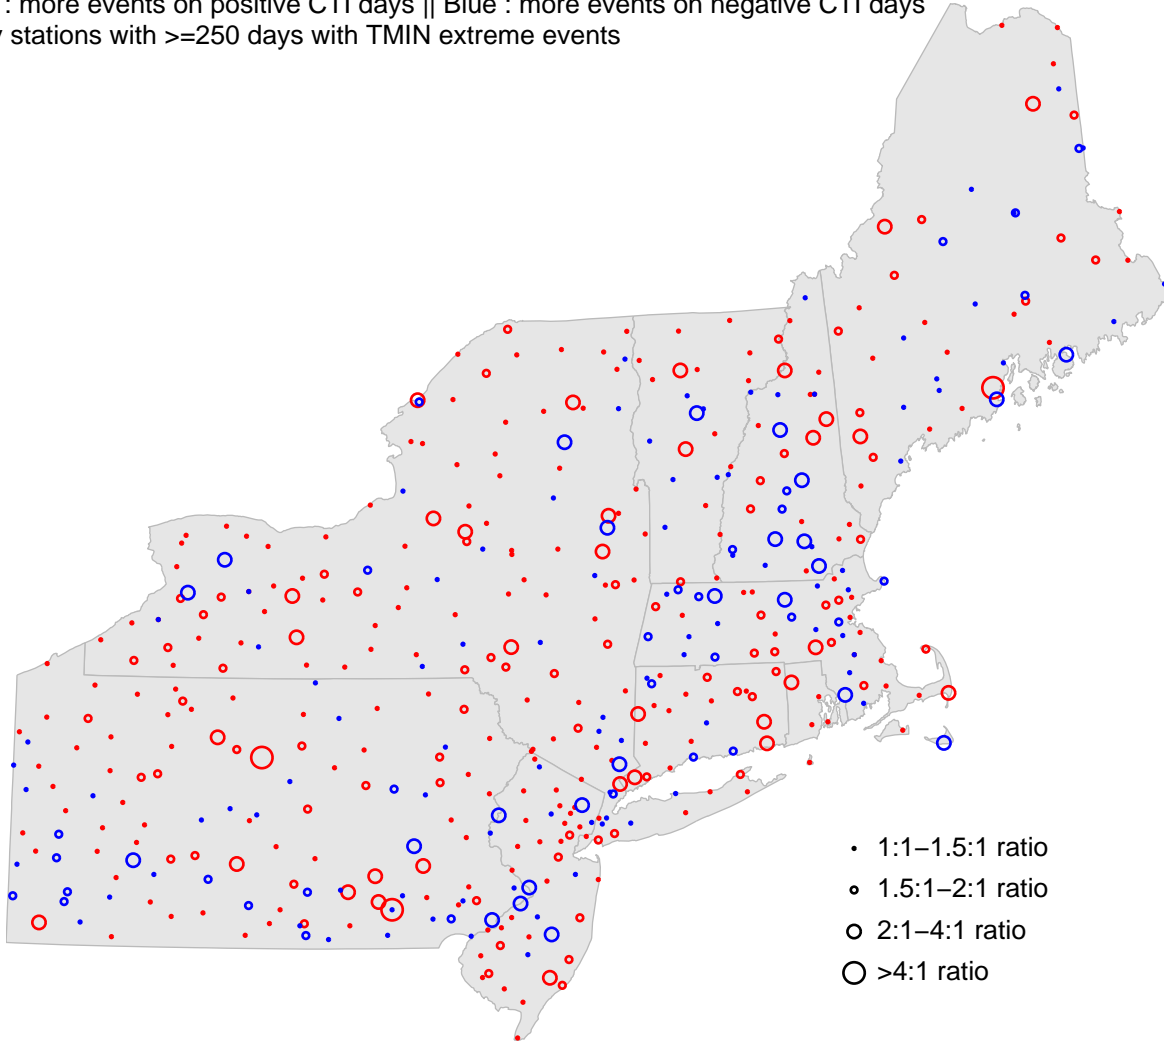 : more events on positive CTI days || Blue : more events on negative CTI days
stations with >=250 days with TMIN extreme events
1:1−1.5:1 ratio
1.5:1−2:1 ratio
2:1−4:1 ratio
>4:1 ratio